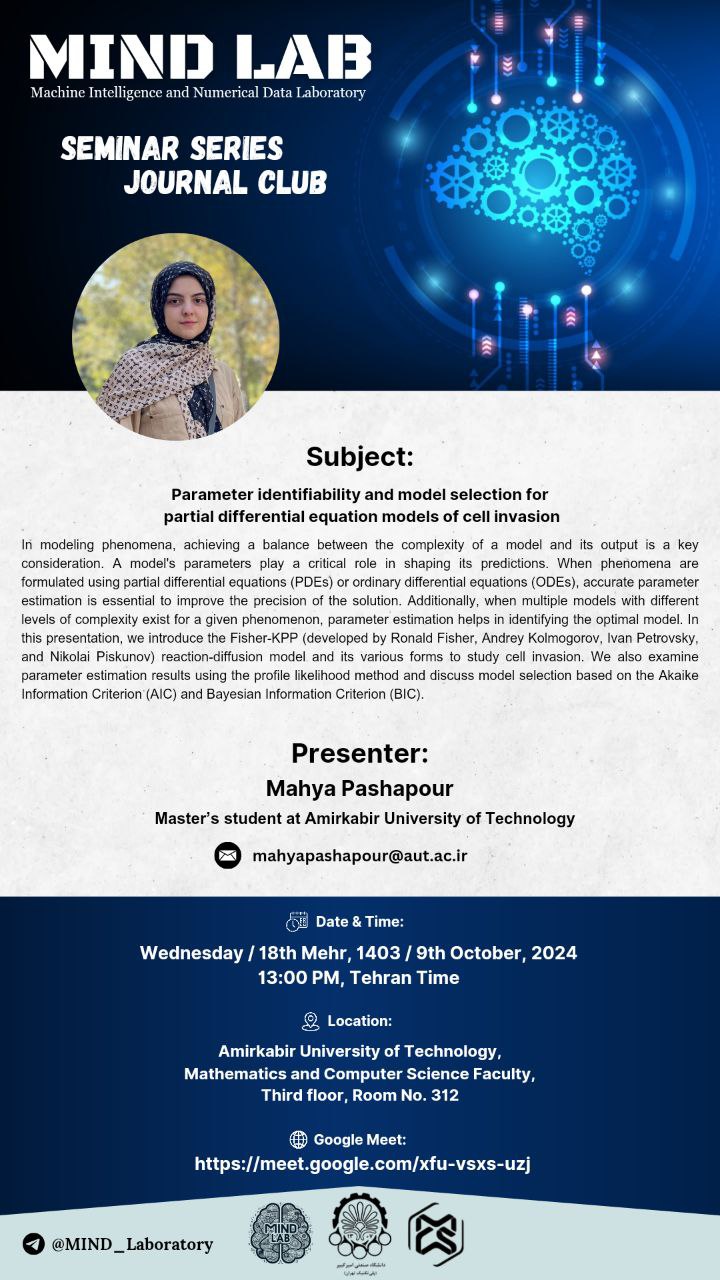 MIND LAB
Machine Intelligence and Numerical Data Laboratory
SEMINAR SERIES
JOURNAL CLUB
Subject:
Parameter identifiability and model selection for
partial differential equation models of cell invasion
In modeling phenomena, achieving a balance between the complexity of a model and its output is a key
consideration. A model's parameters play a critical role in shaping its predictions. When phenomena are
formulated using partial differential equations (PDEs) or ordinary differential equations (ODEs), accurate parameter
estimation is essential to improve the precision of the solution. Additionally, when multiple models with different
levels of complexity exist for a given phenomenon, parameter estimation helps in identifying the optimal model. In
this presentation, we introduce the Fisher-KPP (developed by Ronald Fisher, Andrey Kolmogorov, Ivan Petrovsky,
and Nikolai Piskunov) reaction-diffusion model and its various forms to study cell invasion. We also examine
parameter estimation results using the profile likelihood method and discuss model selection based on the Akaike
Information Criterion (AIC) and Bayesian Information Criterion (BIC).
Presenter:
Mahya Pashapour
Master's student at Amirkabir University of Technology
mahyapashapour@aut.ac.ir
Date & Time:
Wednesday / 18th Mehr, 1403 / 9th October, 2024
13:00 PM, Tehran Time
Location:
Amirkabir University of Technology,
Mathematics and Computer Science Faculty,
Third floor, Room No. 312
Google Meet:
https://meet.google.com/xfu-vsxs-uzj
@MIND_Laboratory
MIND
LAB
دانشگاه صنعتی امیرکبیر
(پلی‌تکنیک تهران)